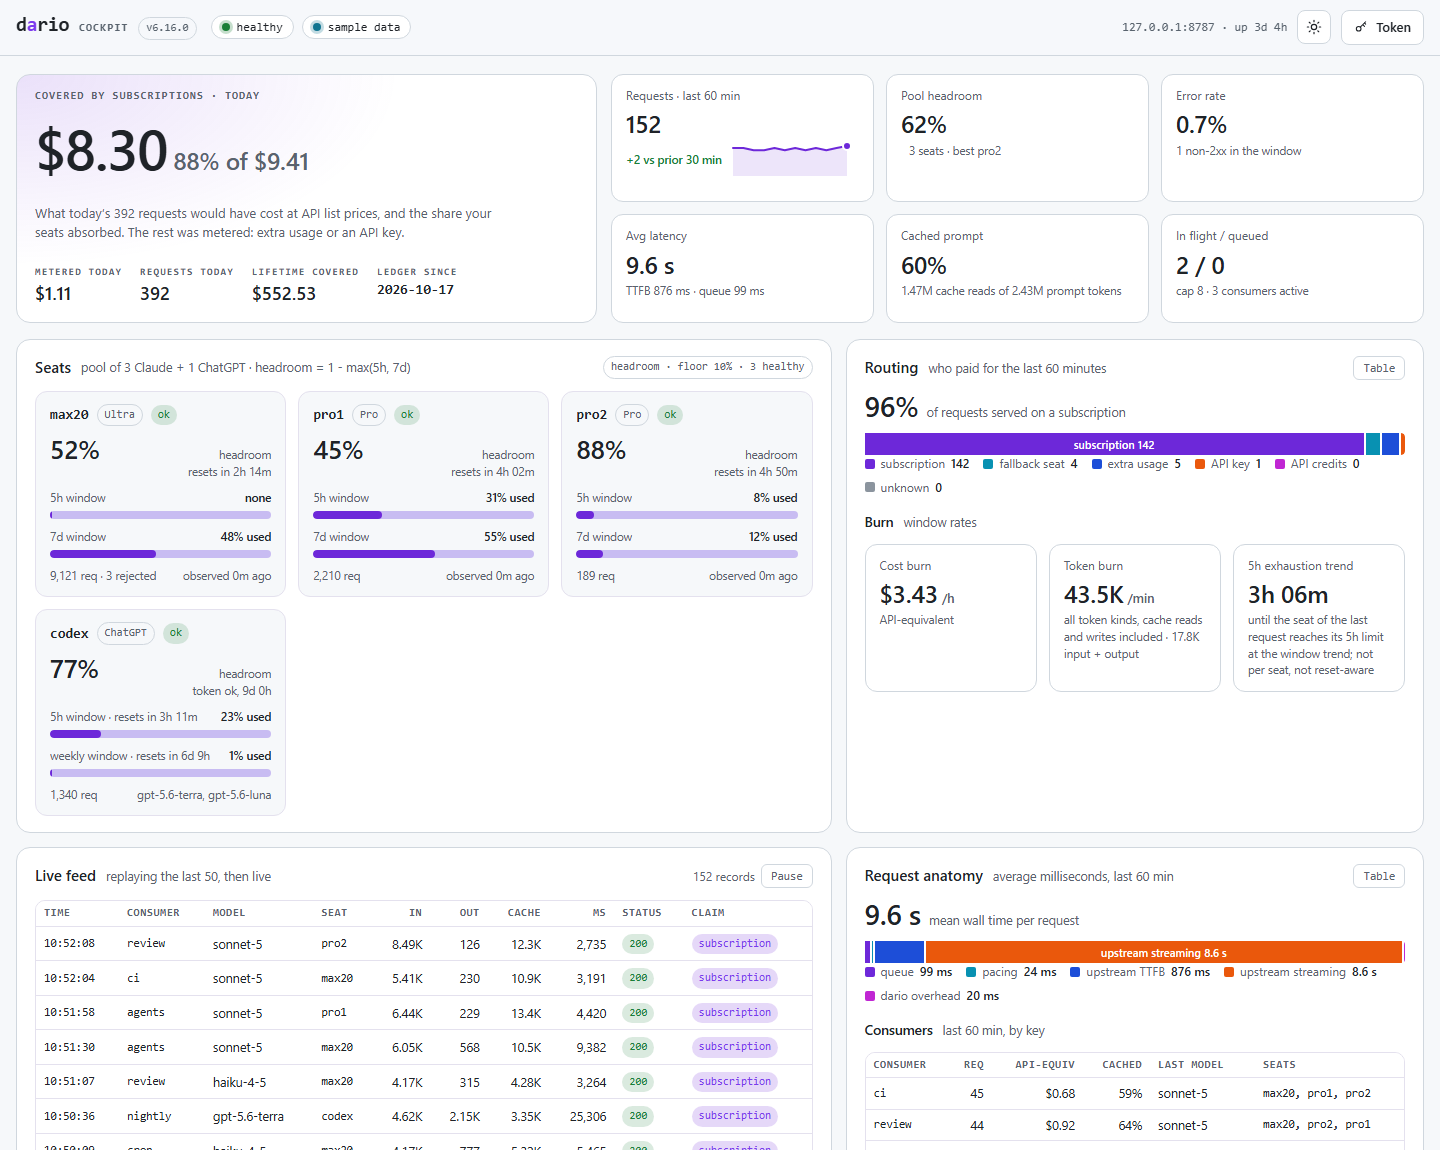 dario COCKPIT v6.16.0 healthy sample data 127.0.0.1:8787 · up 3d 4h Token
COVERED BY SUBSCRIPTIONS · TODAY
$8.30 88% of $9.41
What today's 392 requests would have cost at API list prices, and the share your
seats absorbed. The rest was metered: extra usage or an API key.
METERED TODAY REQUESTS TODAY LIFETIME COVERED LEDGER SINCE
$1.11 392 $552.53 2026-10-17
Requests · last 60 min
152
+2 vs prior 30 min
Pool headroom
62%
3 seats · best pro2
Error rate
0.7%
1 non-2xx in the window
Avg latency
9.6 s
TTFB 876 ms · queue 99 ms
Cached prompt
60%
1.47M cache reads of 2.43M prompt tokens
In flight / queued
2 / 0
cap 8 · 3 consumers active
Seats pool of 3 Claude + 1 ChatGPT · headroom = 1 - max(5h, 7d) headroom · floor 10% · 3 healthy
max20 Ultra ok
52% headroom
resets in 2h 14m
5h window none
7d window 48% used
9,121 req · 3 rejected observed 0m ago
pro1 Pro ok
45% headroom
resets in 4h 02m
5h window 31% used
7d window 55% used
2,210 req observed 0m ago
pro2 Pro ok
88% headroom
resets in 4h 50m
5h window 8% used
7d window 12% used
189 req observed 0m ago
codex ChatGPT ok
77% headroom
token ok, 9d 0h
5h window · resets in 3h 11m 23% used
weekly window · resets in 6d 9h 1% used
1,340 req gpt-5.6-terra, gpt-5.6-luna
Routing who paid for the last 60 minutes Table
96% of requests served on a subscription
subscription 142
subscription 142 fallback seat 4 extra usage 5 API key 1 API credits 0
unknown 0
Burn window rates
Cost burn
$3.43 /h
API-equivalent
Token burn
43.5K /min
all token kinds, cache reads
and writes included · 17.8K
input + output
5h exhaustion trend
3h 06m
until the seat of the last
request reaches its 5h limit
at the window trend; not
per seat, not reset-aware
Live feed replaying the last 50, then live 152 records Pause
TIME CONSUMER MODEL SEAT IN OUT CACHE MS STATUS CLAIM
10:52:08 review sonnet-5 pro2 8.49K 126 12.3K 2,735 200 subscription
10:52:04 ci sonnet-5 max20 5.41K 230 10.9K 3,191 200 subscription
10:51:58 agents sonnet-5 pro1 6.44K 229 13.4K 4,420 200 subscription
10:51:30 agents sonnet-5 max20 6.05K 568 10.5K 9,382 200 subscription
10:51:07 review haiku-4-5 max20 4.17K 315 4.28K 3,264 200 subscription
10:50:36 nightly gpt-5.6-terra codex 4.62K 2.15K 3.35K 25,306 200 subscription
Request anatomy average milliseconds, last 60 min Table
9.6 s mean wall time per request
upstream streaming 8.6 s
queue 99 ms pacing 24 ms upstream TTFB 876 ms upstream streaming 8.6 s
dario overhead 20 ms
Consumers last 60 min, by key
CONSUMER REQ API-EQUIV CACHED LAST MODEL SEATS
ci 45 $0.68 59% sonnet-5 max20, pro1, pro2
review 44 $0.92 64% sonnet-5 max20, pro2, pro1